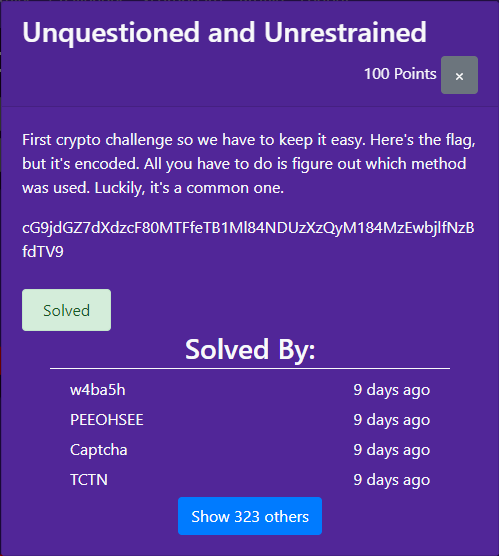 Unquestioned and Unrestrained
100 Points ×
First crypto challenge so we have to keep it easy. Here's the flag,
but it's encoded. All you have to do is figure out which method
was used. Luckily, it's a common one.
cG9jdGZ7dXdzcF80MTFfeTB1Ml84NDUzXzQyM184MzEwbjlfNzB
fdTV9
Solved
Solved By:
w4ba5h 9 days ago
PEEOHSEE 9 days ago
Captcha 9 days ago
TCTN 9 days ago
Show 323 others